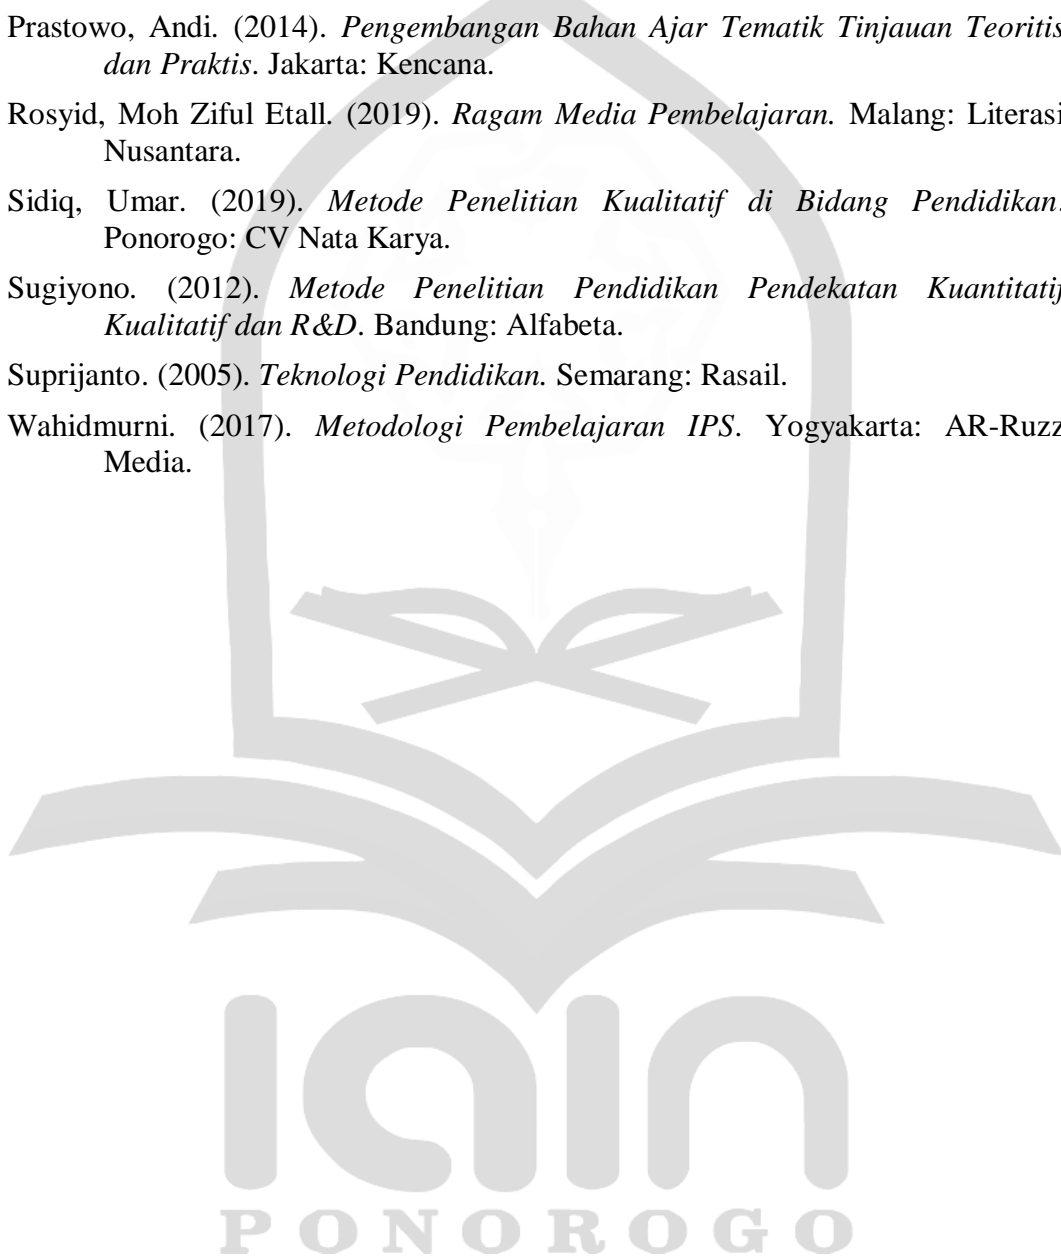 Prastowo, Andi. (2014). Pengembangan Bahan Ajar Tematik Tinjauan Teoritis
dan Praktis. Jakarta: Kencana.
Rosyid, Moh Ziful Etall. (2019). Ragam Media Pembelajaran. Malang: Literasi
Nusantara.
Sidiq, Umar. (2019). Metode Penelitian Kualitatif di Bidang Pendidikan.
Ponorogo: CV Nata Karya.
Sugiyono. (2012). Metode Penelitian Pendidikan Pendekatan Kuantitatif
Kualitatif dan R&D. Bandung: Alfabeta.
Suprijanto. (2005). Teknologi Pendidikan. Semarang: Rasail.
Wahidmurni. (2017). Metodologi Pembelajaran IPS. Yogyakarta: AR-Ruzz
Media.
iain
PONOROGO